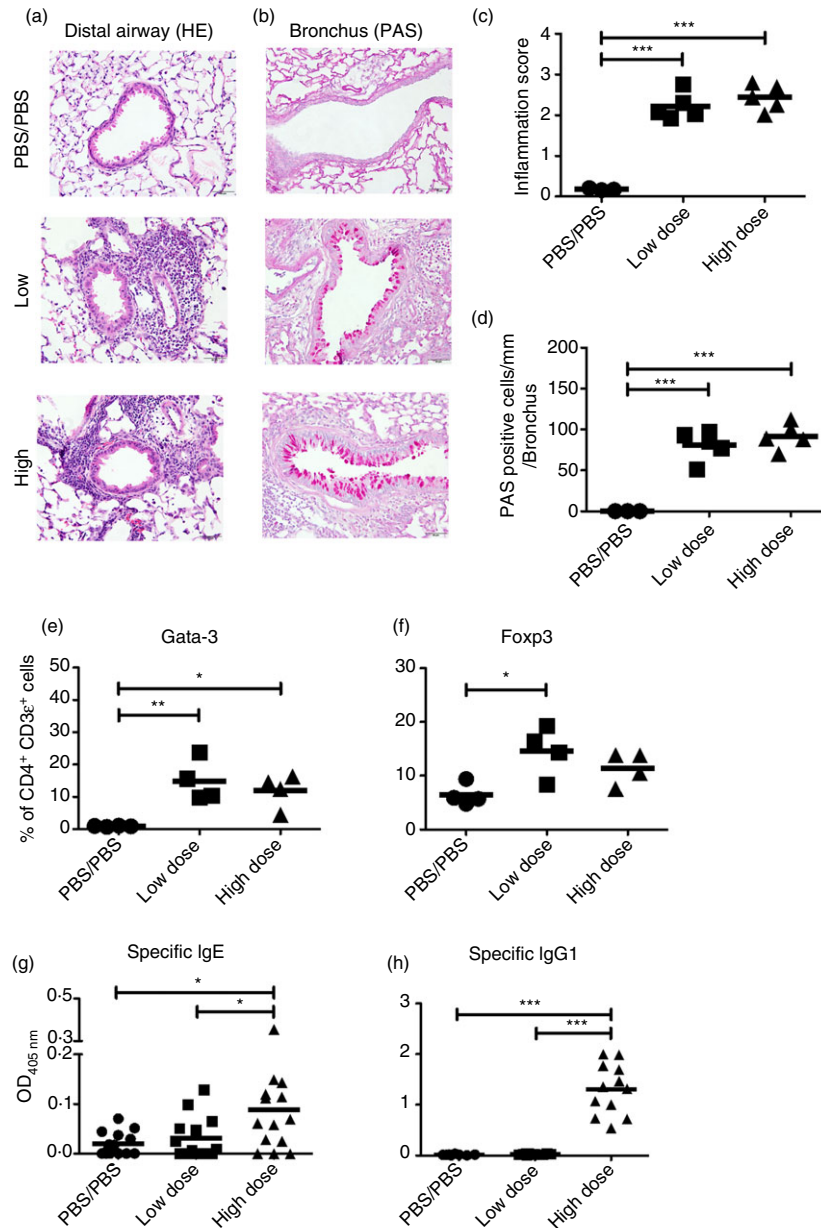 (a)
Distal airway (HE)
(b)
Bronchus (PAS)
PBS/PBS
Low
High
(c)
Inflammation score
4
3
2
1
0
***
***
PBS/PBS
Low dose
High dose
(d)
PAS positive cells/mm
/Bronchus
200
150
100
50
0
***
***
PBS/PBS
Low dose
High dose
(e)
Gata-3
% of CD4⁺ CD3ε⁺ cells
50
40
30
20
10
0
*
**
PBS/PBS
Low dose
High dose
(f)
Foxp3
30
20
10
0
*
PBS/PBS
Low dose
High dose
(g)
Specific IgE
OD405 nm
0·5
0·3
0·2
0·1
0·0
*
*
PBS/PBS
Low dose
High dose
(h)
Specific IgG1
3
2
1
0
***
***
PBS/PBS
Low dose
High dose